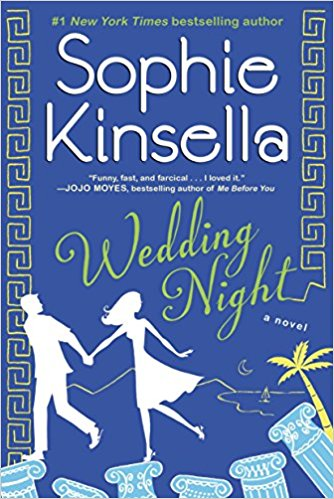 #1 New York Times bestselling author
Sophie
Kinsella
"Funny, fast, and farcical . . . I loved it."
—JOJO MOYES, bestselling author of Me Before You
Wedding
Night
a novel